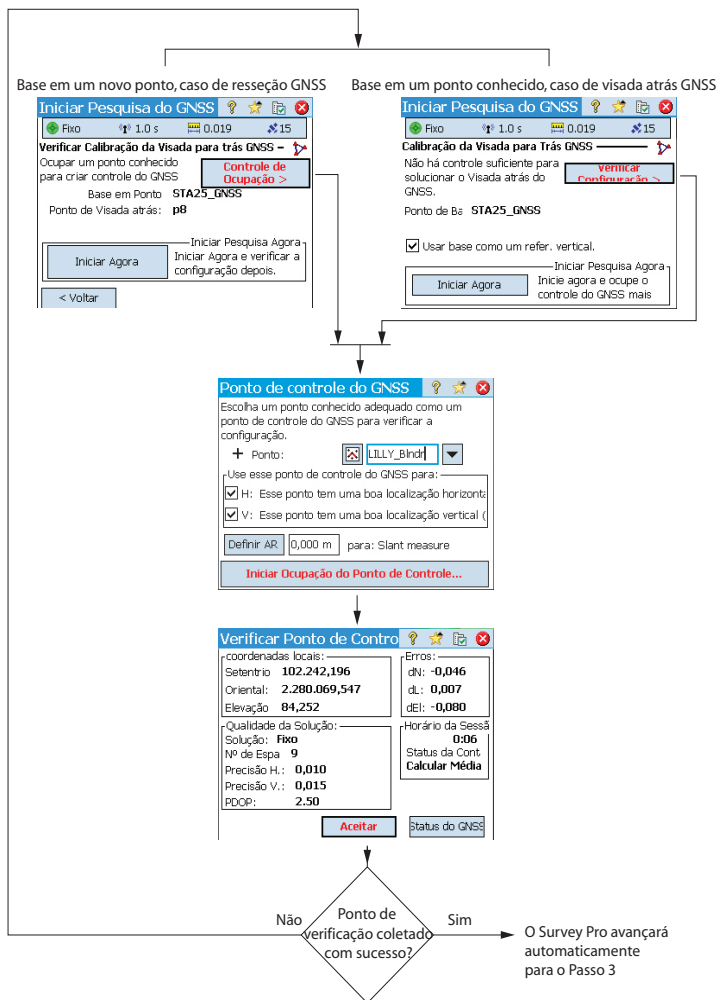 Base em um novo ponto, caso de resseção GNSS
Iniciar Pesquisa do GNSS
Fixo 1.0 s 0.019 15
Verificar Calibração da Visada para trás GNSS
Ocupar um ponto conhecido
para criar controle do GNSS
Controle de
Ocupação >
Base em Ponto STA25_GNSS
Ponto de Visada atrás: p8
Iniciar Pesquisa Agora
Iniciar Agora
Iniciar Agora e verificar a
configuração depois.
< Voltar
Base em um ponto conhecido, caso de visada atrás GNSS
Iniciar Pesquisa do GNSS
Fixo 1.0 s 0.019 15
Calibração da Visada para Trás GNSS
Não há controle suficiente para
solucionar o Visada atrás do
GNSS.
Verificar
Configuração >
Ponto de Ba STA25_GNSS
Usar base como um refer. vertical.
Iniciar Pesquisa Agora
Iniciar Agora
Inicie agora e ocupe o
controle do GNSS mais
Ponto de controle do GNSS
Escolha um ponto conhecido adequado como um
ponto de controle do GNSS para verificar a
configuração.
+ Ponto: LILLY_Blndr
Use esse ponto de controle do GNSS para:
H: Esse ponto tem uma boa localização horizonta
V: Esse ponto tem uma boa localização vertical (
Definir AR 0,000 m para: Slant measure
Iniciar Ocupação do Ponto de Controle...
Verificar Ponto de Contro
coordenadas locais:
Setentrio 102.242,196
Oriental: 2.280.069,547
Elevação 84,252
Erros:
dN: -0,046
dL: 0,007
dEl: -0,080
Qualidade da Solução:
Solução: Fixo
Nº de Espa 9
Precisão H.: 0,010
Precisão V.: 0,015
PDOP: 2.50
Horário da Sessã
0:06
Status da Cont
Calcular Média
Aceitar
Status do GNSS
Não
Ponto de
verificação coletado
com sucesso?
Sim
O Survey Pro avançará
automaticamente
para o Passo 3